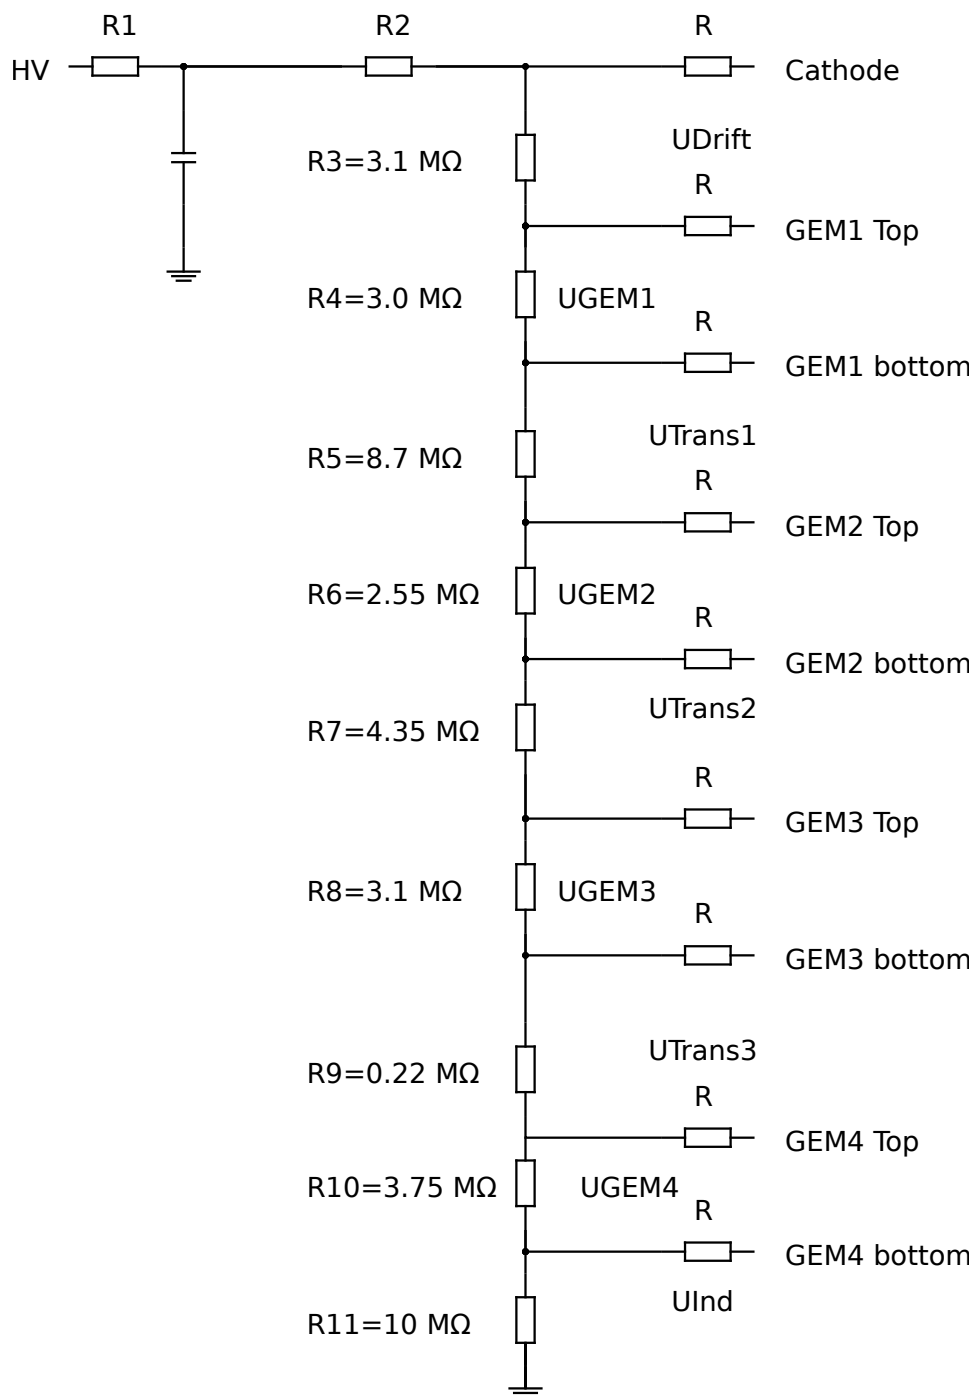 R1
R2
R
HV
Cathode
UDrift
R3=3.1 MΩ
R
GEM1 Top
R4=3.0 MΩ
UGEM1
R
GEM1 bottom
UTrans1
R5=8.7 MΩ
R
GEM2 Top
R6=2.55 MΩ
UGEM2
R
GEM2 bottom
UTrans2
R7=4.35 MΩ
R
GEM3 Top
R8=3.1 MΩ
UGEM3
R
GEM3 bottom
UTrans3
R9=0.22 MΩ
R
GEM4 Top
R10=3.75 MΩ
UGEM4
R
GEM4 bottom
UInd
R11=10 MΩ